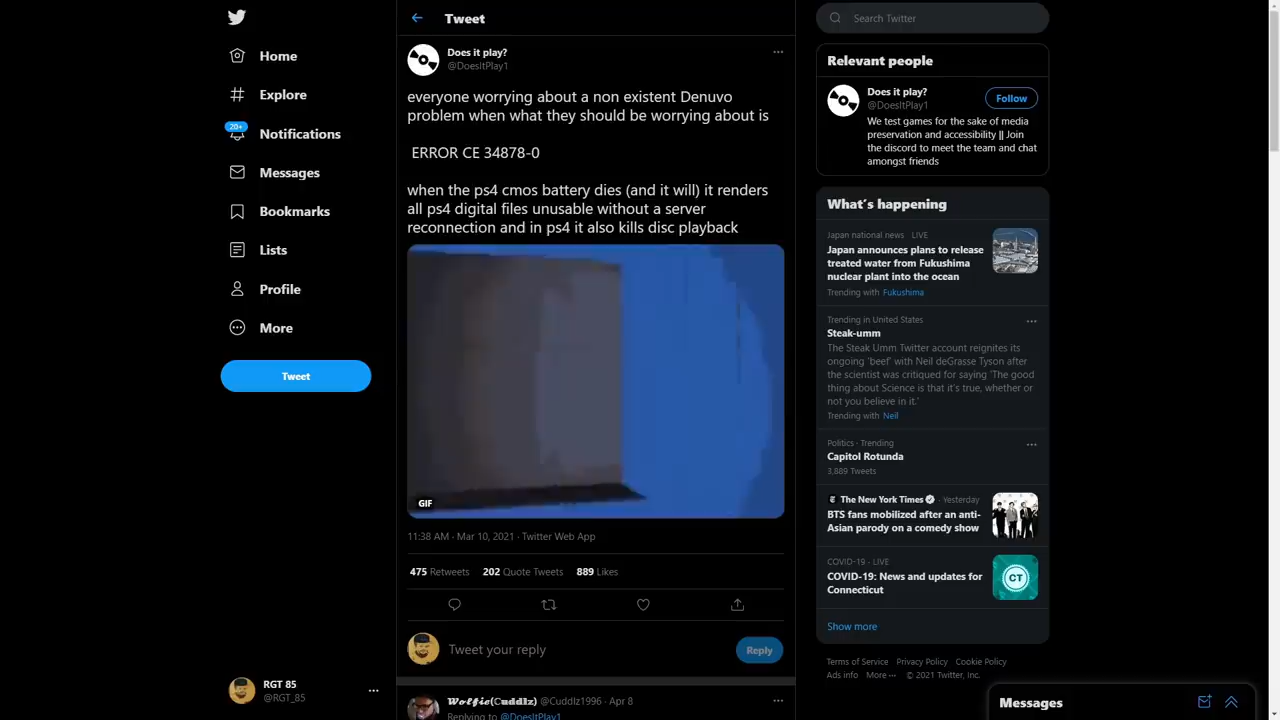 Home
Explore
20+
Notifications
Messages
Bookmarks
Lists
Profile
More
Tweet
RGT 85
@RGT_85
Tweet
Does it play?
@DoesItPlay1
everyone worrying about a non existent Denuvo
problem when what they should be worrying about is
ERROR CE 34878-0
when the ps4 cmos battery dies (and it will) it renders
all ps4 digital files unusable without a server
reconnection and in ps4 it also kills disc playback
GIF
11:38 AM · Mar 10, 2021 · Twitter Web App
475 Retweets 202 Quote Tweets 889 Likes
Tweet your reply
Reply
𝓦𝓸𝓵𝓯𝓲𝓮(ℂ𝕦𝕕𝕕𝕝𝕫) @Cuddlz1996 · Apr 8
Replying to @DoesItPlay1
Search Twitter
Relevant people
Does it play?
@DoesItPlay1
Follow
We test games for the sake of media
preservation and accessibility || Join
the discord to meet the team and chat
amongst friends
What's happening
Japan national news · LIVE
Japan announces plans to release
treated water from Fukushima
nuclear plant into the ocean
Trending with Fukushima
Trending in United States
Steak-umm
The Steak Umm Twitter account reignites its
ongoing 'beef' with Neil deGrasse Tyson after
the scientist was critiqued for saying 'The good
thing about Science is that it's true, whether or
not you believe in it.'
Trending with Neil
Politics · Trending
Capitol Rotunda
3,889 Tweets
The New York Times · Yesterday
BTS fans mobilized after an anti-
Asian parody on a comedy show
COVID-19 · LIVE
COVID-19: News and updates for
Connecticut
CT
Show more
Terms of Service Privacy Policy Cookie Policy
Ads info More ··· © 2021 Twitter, Inc.
Messages